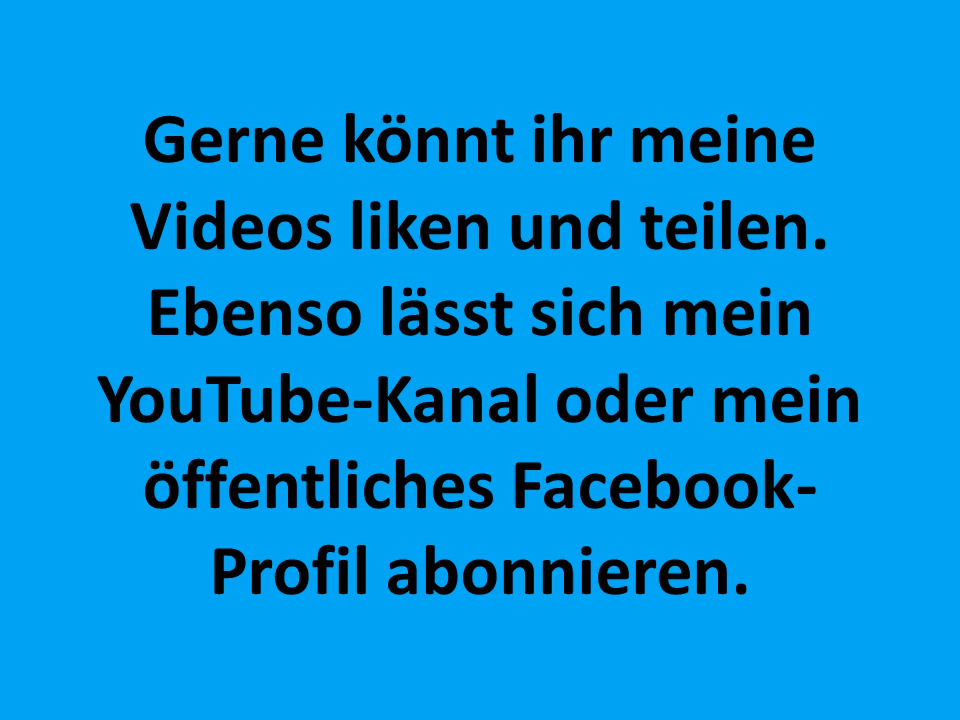 Gerne könnt ihr meine
Videos liken und teilen.
Ebenso lässt sich mein
YouTube-Kanal oder mein
öffentliches Facebook-
Profil abonnieren.